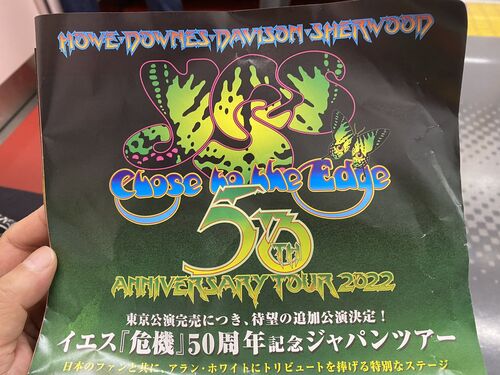 HOWE・DOWNES・DAVISON・SHERWOOD
YES
Close to the Edge
50TH
ANNIVERSARY TOUR 2022
東京公演完売につき、待望の追加公演決定！
イエス『危機』50周年記念ジャパンツアー
日本のファンと共に、アラン・ホワイトにトリビュートを捧げる特別なステージ